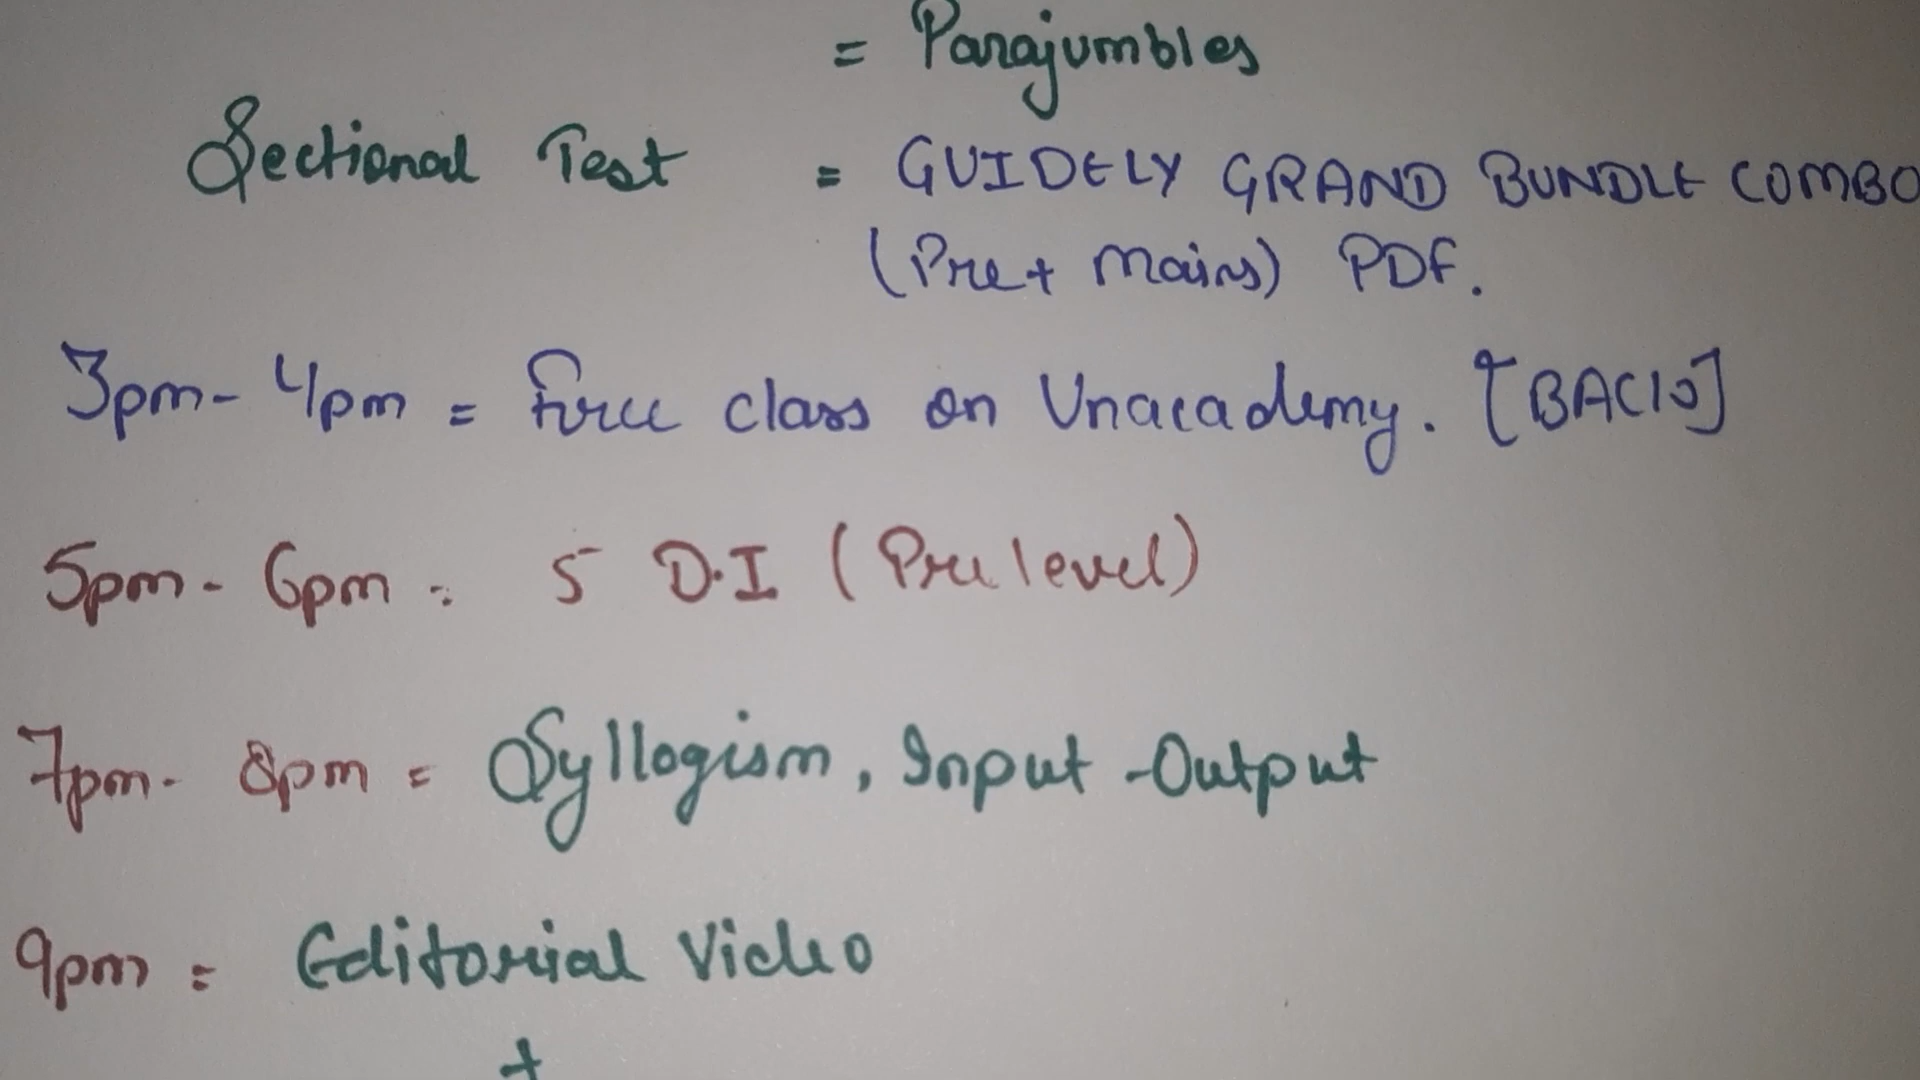 = Parajumbles
Sectional Test = GUIDELY GRAND BUNDLE COMBO
(Pre + Mains) PDF.
3pm - 4pm = Free class on Unacademy. [BAC10]
5pm - 6pm = 5 D.I (Pre level)
7pm - 8pm = Syllogism, Input - Output
9pm = Editorial Video
+